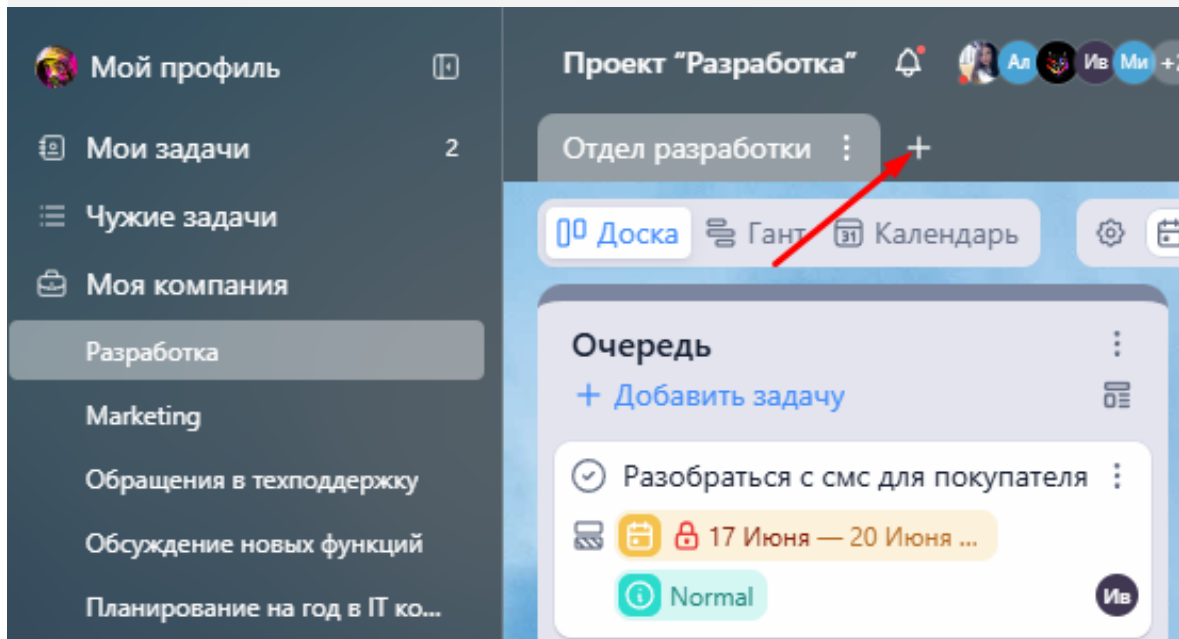 Мой профиль
Мои задачи 2
Чужие задачи
Моя компания
Разработка
Marketing
Обращения в техподдержку
Обсуждение новых функций
Планирование на год в IT ко...
Проект “Разработка” Ал Ив Ми +2
Отдел разработки
Доска Гант 31 Календарь
Очередь
+ Добавить задачу
Разобраться с смс для покупателя
17 Июня — 20 Июня ...
Normal Ив